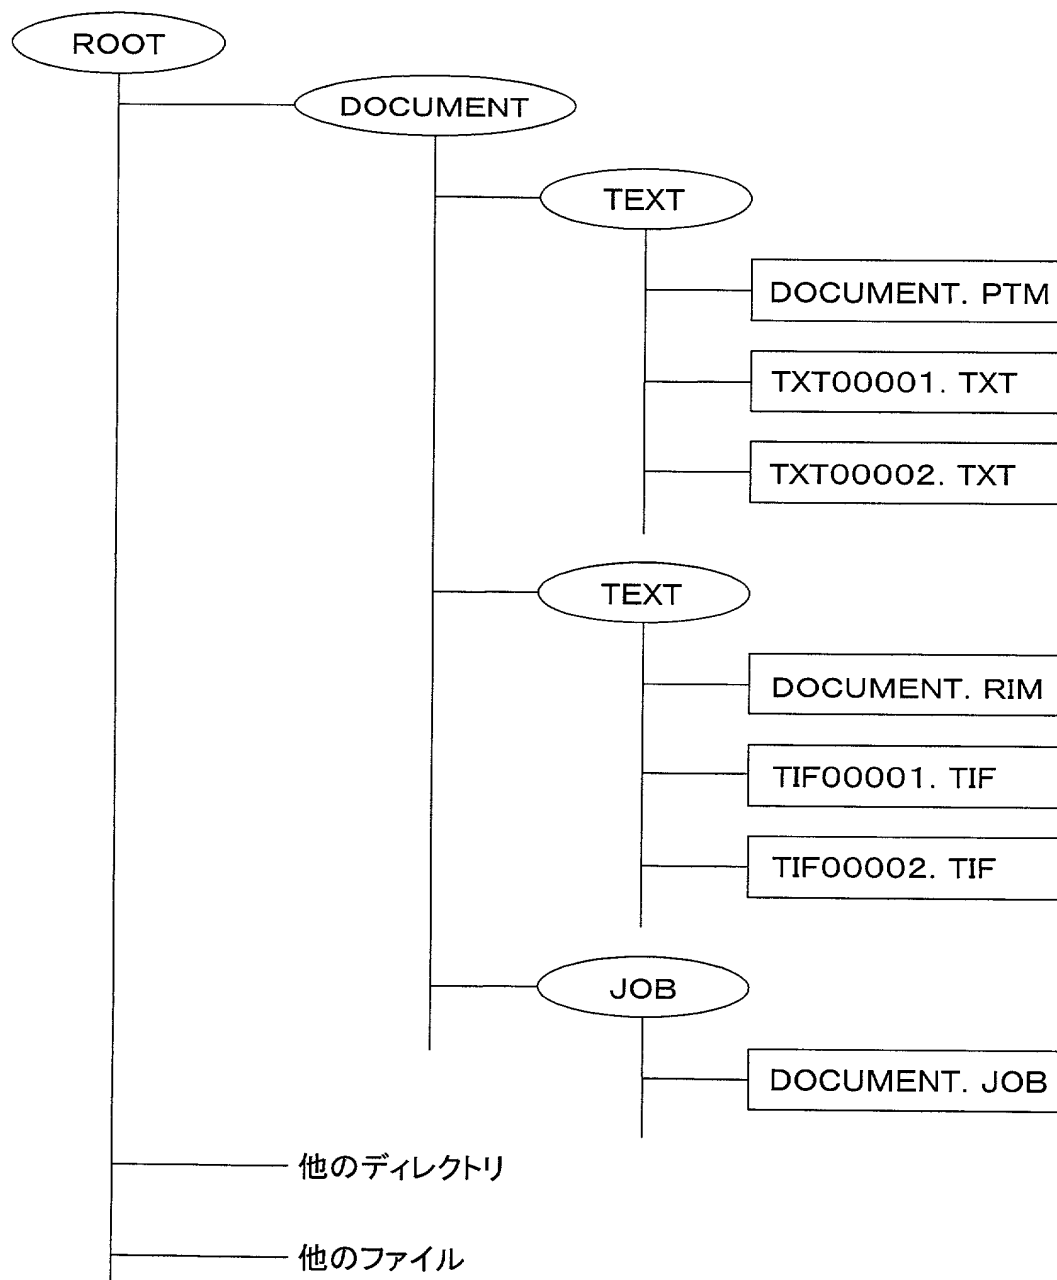 ROOT
DOCUMENT
TEXT
DOCUMENT. PTM
TXT00001. TXT
TXT00002. TXT
TEXT
DOCUMENT. RIM
TIF00001. TIF
TIF00002. TIF
JOB
DOCUMENT. JOB
他のディレクトリ
他のファイル